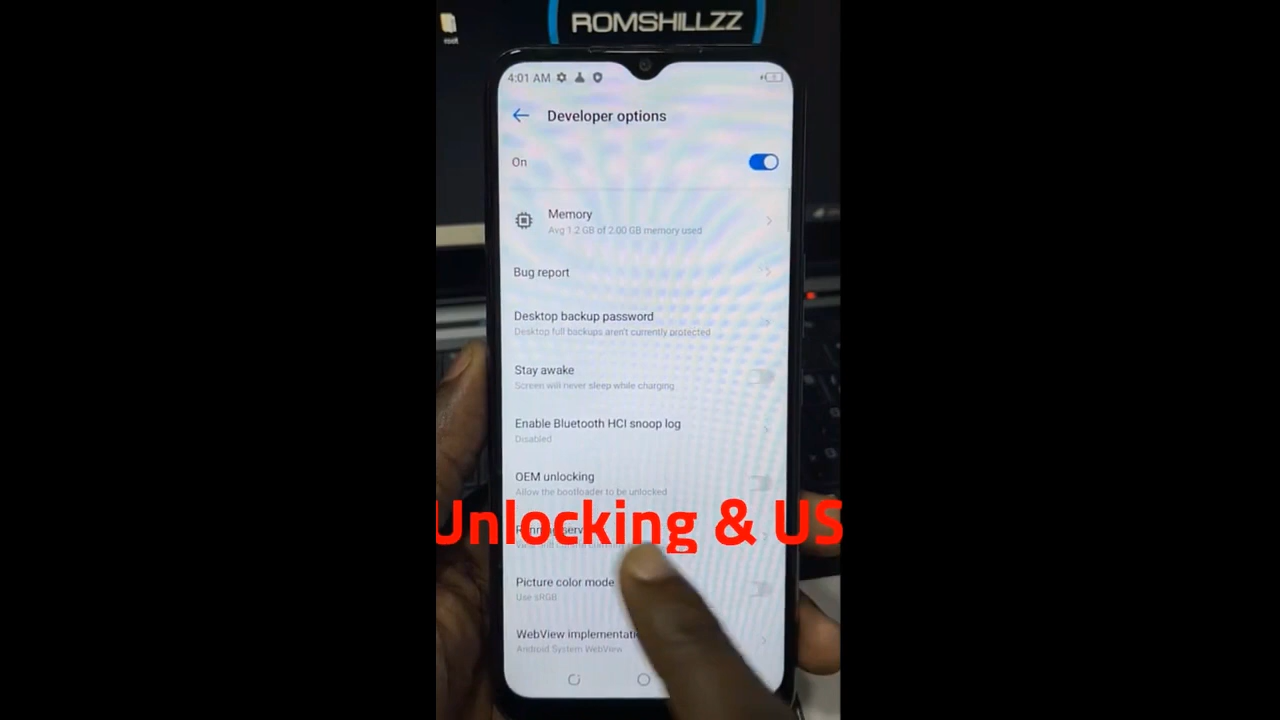 ROMSHILLZZ
4:01 AM
Developer options
On
Memory
Avg 1.2 GB of 2.00 GB memory used
Bug report
Desktop backup password
Desktop full backups aren't currently protected
Stay awake
Screen will never sleep while charging
Enable Bluetooth HCI snoop log
Disabled
OEM unlocking
Allow the bootloader to be unlocked
Unlocking & US
Picture color mode
Use sRGB
WebView implementati
Android System WebView